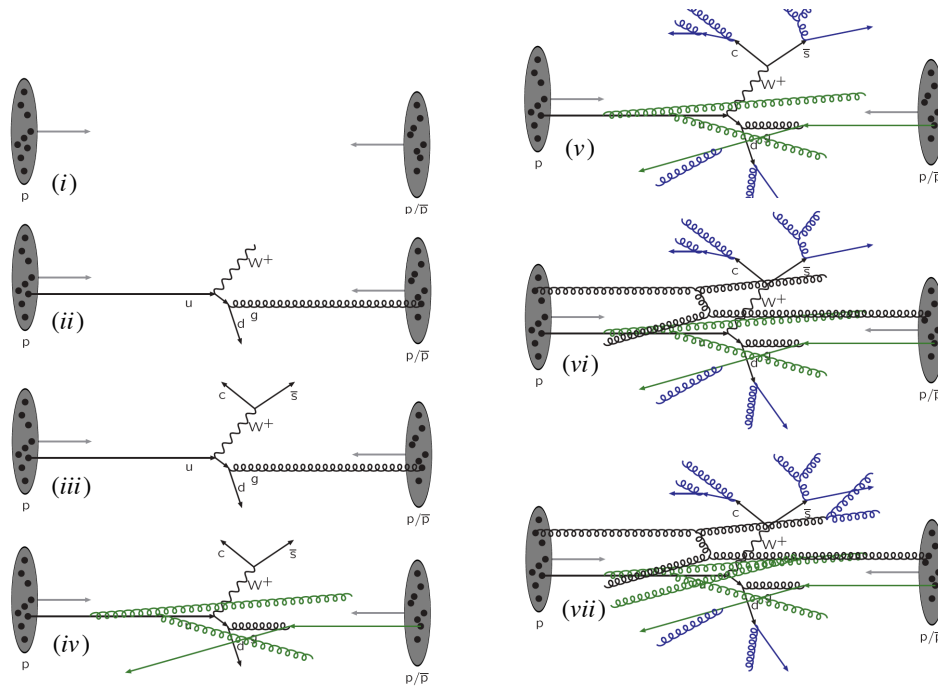 (i)
p
p/p̅
W+
u
g
d
(ii)
p
p/p̅
c
s̅
W+
u
g
d
(iii)
p
p/p̅
c
s̅
W+
d
g
(iv)
p
p/p̅
c
s̅
W+
d
(v)
p
p/p̅
c
s̅
W+
d
(vi)
p
p/p̅
c
s̅
W+
(vii)
p
p/p̅